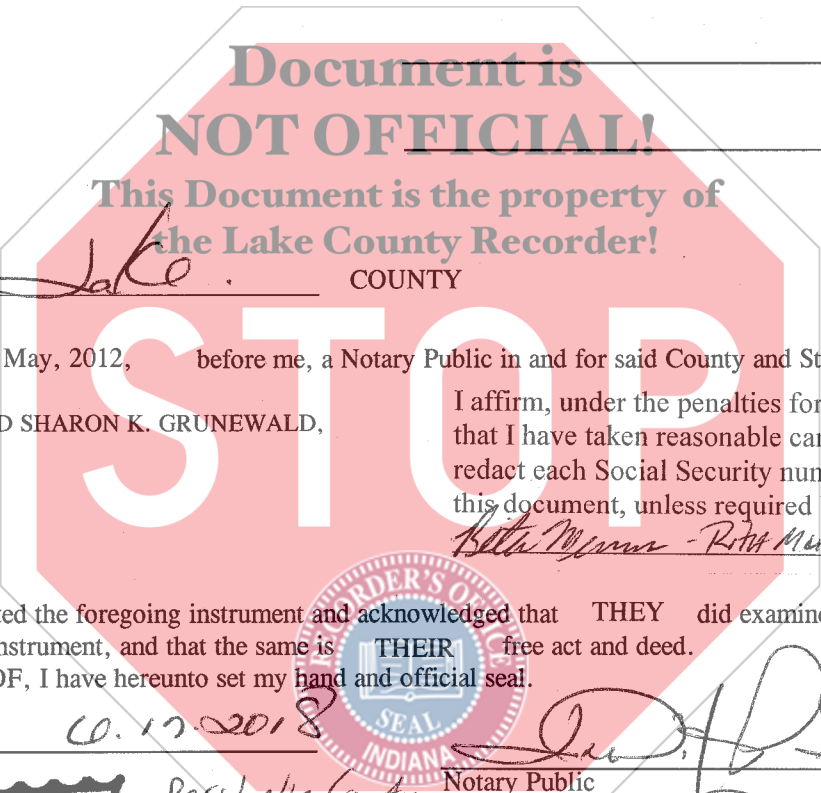 Document is
NOT OFFICIAL!
This Document is the property of
the Lake County Recorder!
Lake. COUNTY
STOP
May, 2012, before me, a Notary Public in and for said County and St
D SHARON K. GRUNEWALD,
I affirm, under the penalties for
that I have taken reasonable car
redact each Social Security num
this document, unless required
RECORDER'S OFFICE
ted the foregoing instrument and acknowledged that THEY did examine
nstrument, and that the same is THEIR free act and deed.
OF, I have hereunto set my hand and official seal.
6.17.2018
SEAL
INDIANA
Notary Public